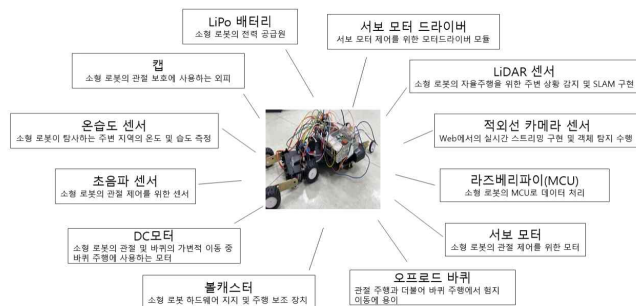 LiPo 배터리
소형 로봇의 전력 공급원
서보 모터 드라이버
서보 모터 제어를 위한 모터드라이버 모듈
캡
소형 로봇의 관절 보호에 사용하는 외피
LiDAR 센서
소형 로봇의 자율주행을 위한 주변 상황 감지 및 SLAM 구현
온습도 센서
소형 로봇이 탐사하는 주변 지역의 온도 및 습도 측정
적외선 카메라 센서
Web에서의 실시간 스트리밍 구현 및 객체 탐지 수행
초음파 센서
소형 로봇의 관절 제어를 위한 센서
라즈베리파이(MCU)
소형 로봇의 MCU로 데이터 처리
DC모터
소형 로봇의 관절 및 바퀴의 가변적 이동 중
바퀴 주행에 사용하는 모터
서보 모터
소형 로봇의 관절 제어를 위한 모터
볼캐스터
소형 로봇 하드웨어 지지 및 주행 보조 장치
오프로드 바퀴
관절 주행과 더불어 바퀴 주행에서 험지
이동에 용이